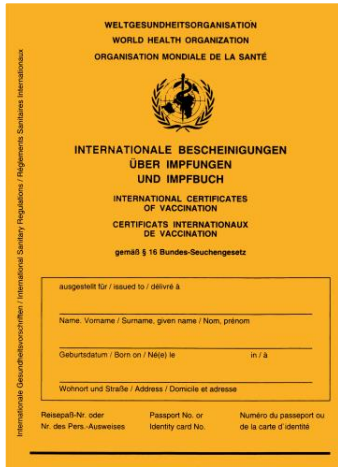 WELTGESUNDHEITSORGANISATION
WORLD HEALTH ORGANIZATION
ORGANISATION MONDIALE DE LA SANTÉ
INTERNATIONALE BESCHEINIGUNGEN
ÜBER IMPFUNGEN
UND IMPFBUCH
INTERNATIONAL CERTIFICATES
OF VACCINATION
CERTIFICATS INTERNATIONAUX
DE VACCINATION
gemäß § 16 Bundes-Seuchengesetz
ausgestellt für / issued to / délivré à
Name. Vorname / Surname, given name / Nom, prénom
Geburtsdatum / Born on / Né(e) le in / à
Wohnort und Straße / Address / Domicile et adresse
Reisepaß-Nr. oder Passport No. or Numéro du passeport ou
Nr. des Pers.-Ausweises Identity card No. de la carte d'identité
Internationale Gesundheitsvorschriften / International Sanitary Regulations / Règlements Sanitaires Internationaux